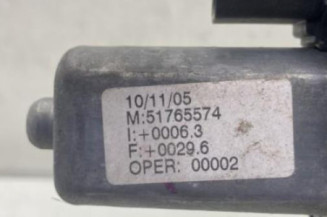 10/11/05
M:51765574
I:+0006.3
F:+0029.6
OPER: 00002